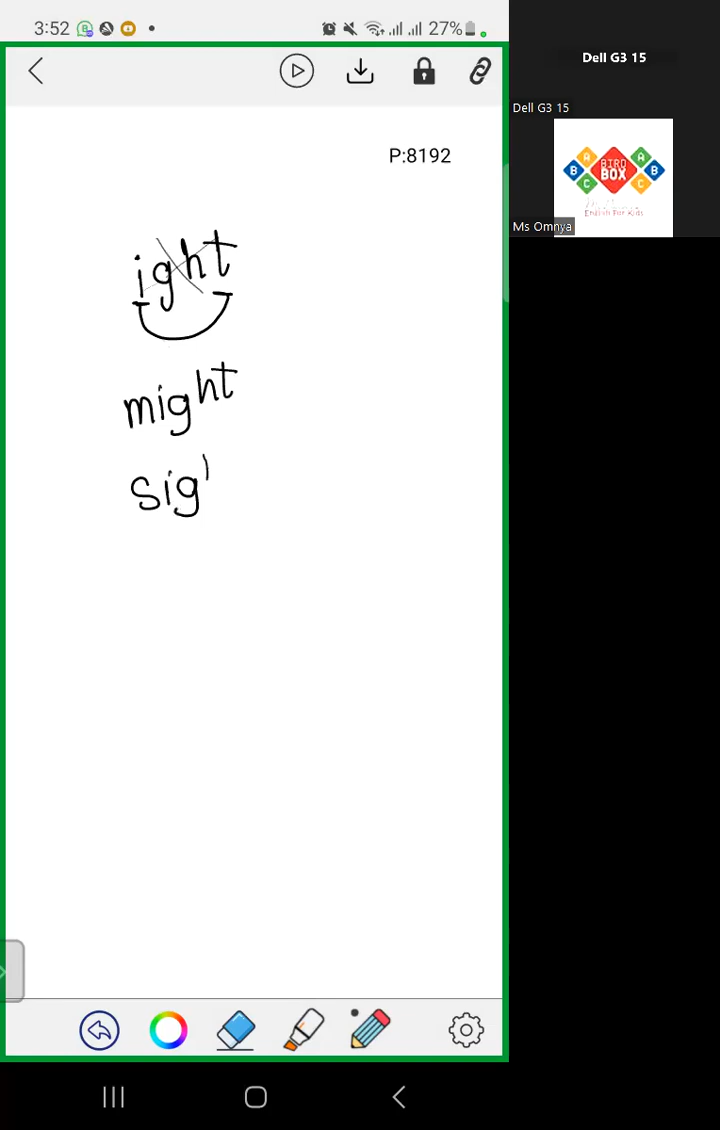 3:52 27%
Dell G3 15
Dell G3 15
P:8192
A A
B BIRD BOX B
C C
English For Kids
Ms Omnya
ight
might
sig